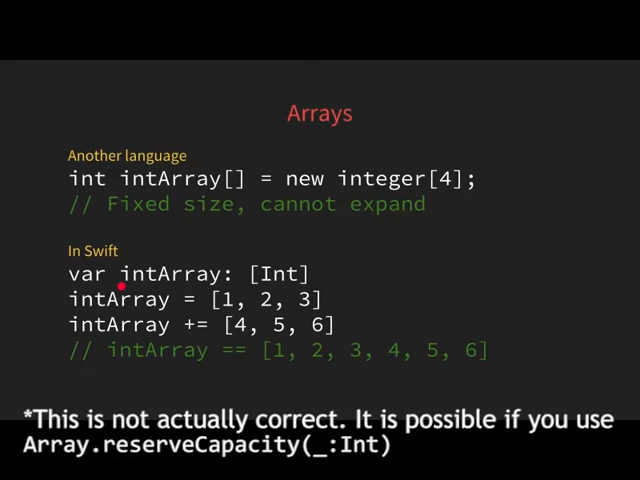 Arrays
Another language
int intArray[] = new integer[4];
// Fixed size, cannot expand
In Swift
var intArray: [Int]
intArray = [1, 2, 3]
intArray += [4, 5, 6]
// intArray == [1, 2, 3, 4, 5, 6]
*This is not actually correct. It is possible if you use
Array.reserveCapacity(_:Int)